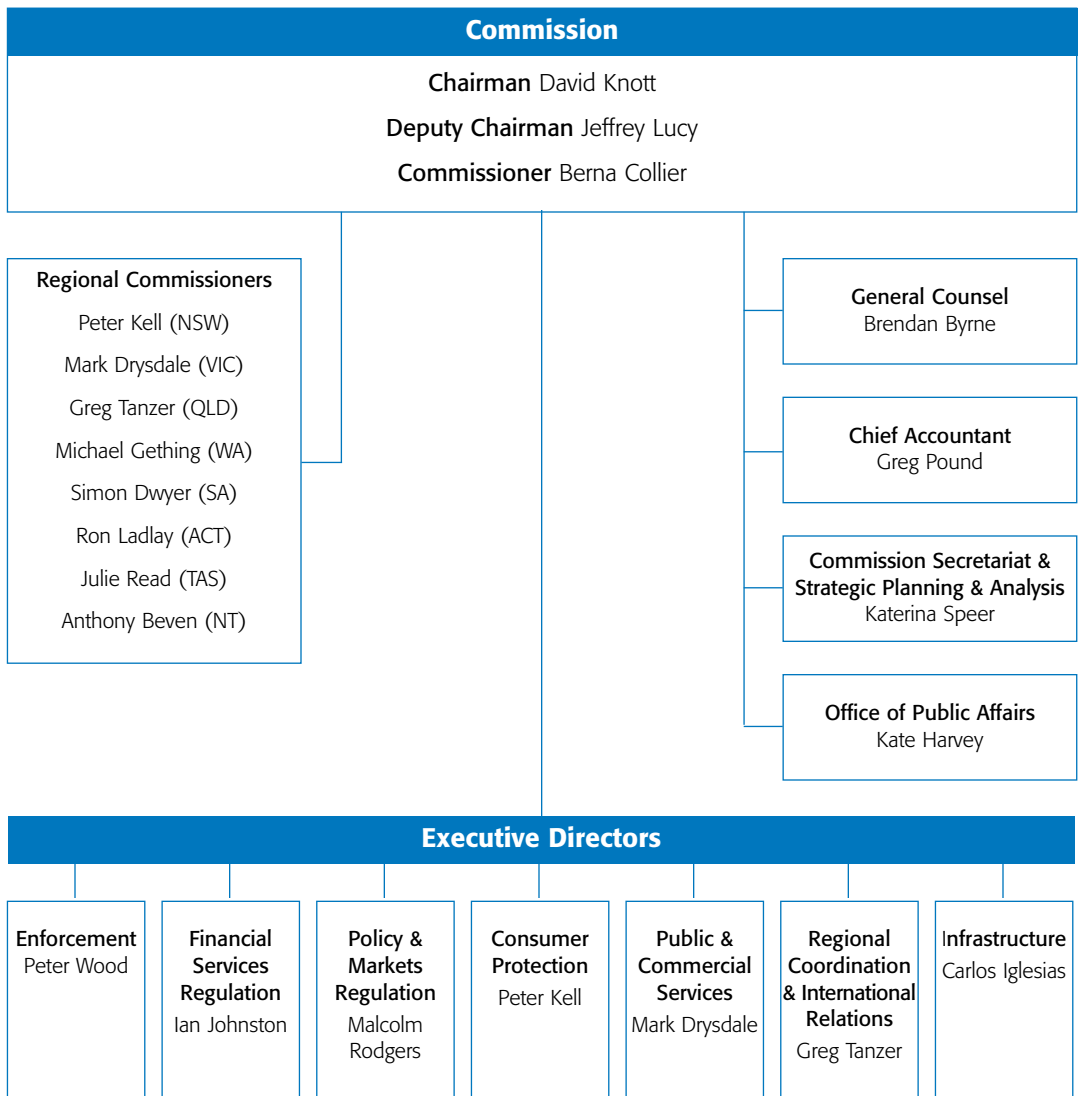 Commission
Chairman David Knott
Deputy Chairman Jeffrey Lucy
Commissioner Berna Collier
Regional Commissioners
Peter Kell (NSW)
Mark Drysdale (VIC)
Greg Tanzer (QLD)
Michael Gething (WA)
Simon Dwyer (SA)
Ron Ladlay (ACT)
Julie Read (TAS)
Anthony Beven (NT)
General Counsel
Brendan Byrne
Chief Accountant
Greg Pound
Commission Secretariat &
Strategic Planning & Analysis
Katerina Speer
Office of Public Affairs
Kate Harvey
Executive Directors
Enforcement
Peter Wood
Financial
Services
Regulation
Ian Johnston
Policy &
Markets
Regulation
Malcolm
Rodgers
Consumer
Protection
Peter Kell
Public &
Commercial
Services
Mark Drysdale
Regional
Coordination
& International
Relations
Greg Tanzer
Infrastructure
Carlos Iglesias